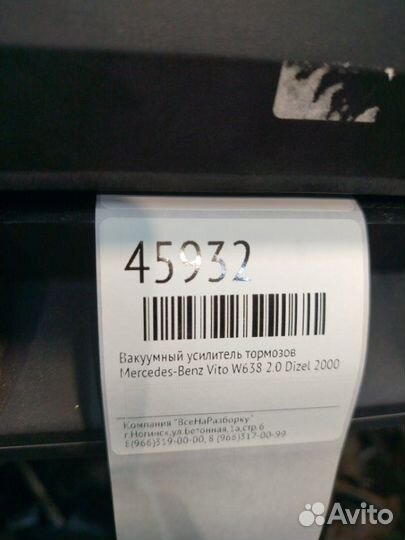 45932
Вакуумный усилитель тормозов
Mercedes-Benz Vito W638 2.0 Dizel 2000
Компания "ВсеНаРазборку"
г.Ногинск,ул.Бетонная,1а,стр.6
8(966)319-00-00, 8 (966)317-00-99
Avito